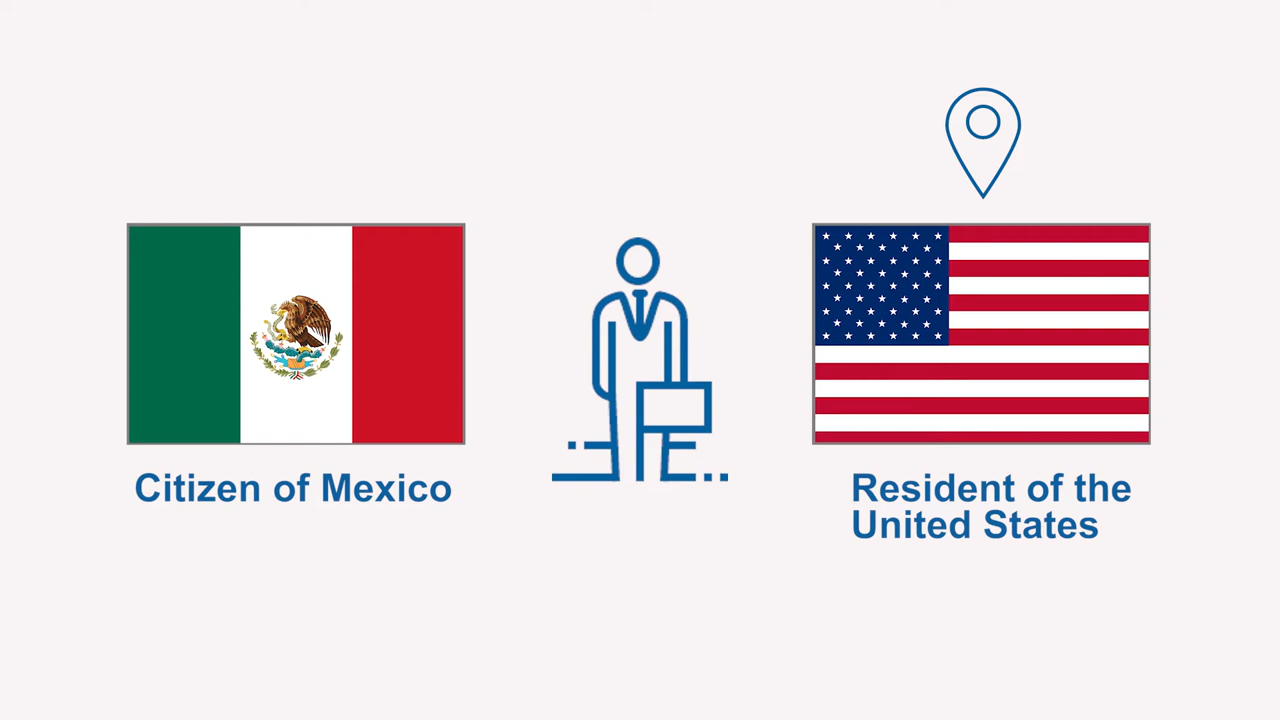 Citizen of Mexico
Resident of the
United States